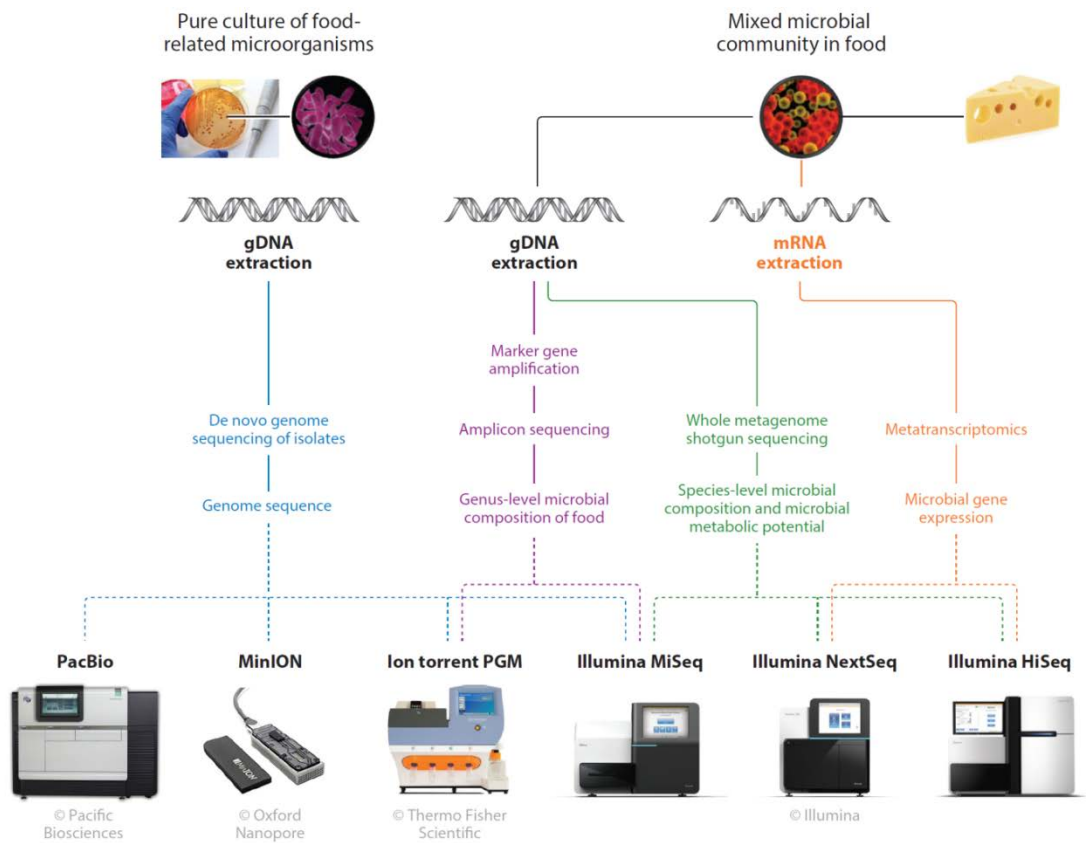 Pure culture of food-
related microorganisms
Mixed microbial
community in food
gDNA
extraction
gDNA
extraction
mRNA
extraction
Marker gene
amplification
De novo genome
sequencing of isolates
Amplicon sequencing
Whole metagenome
shotgun sequencing
Metatranscriptomics
Genome sequence
Genus-level microbial
composition of food
Species-level microbial
composition and microbial
metabolic potential
Microbial gene
expression
PacBio
MinION
Ion torrent PGM
Illumina MiSeq
Illumina NextSeq
Illumina HiSeq
MinION
© Pacific
Biosciences
© Oxford
Nanopore
© Thermo Fisher
Scientific
© Illumina